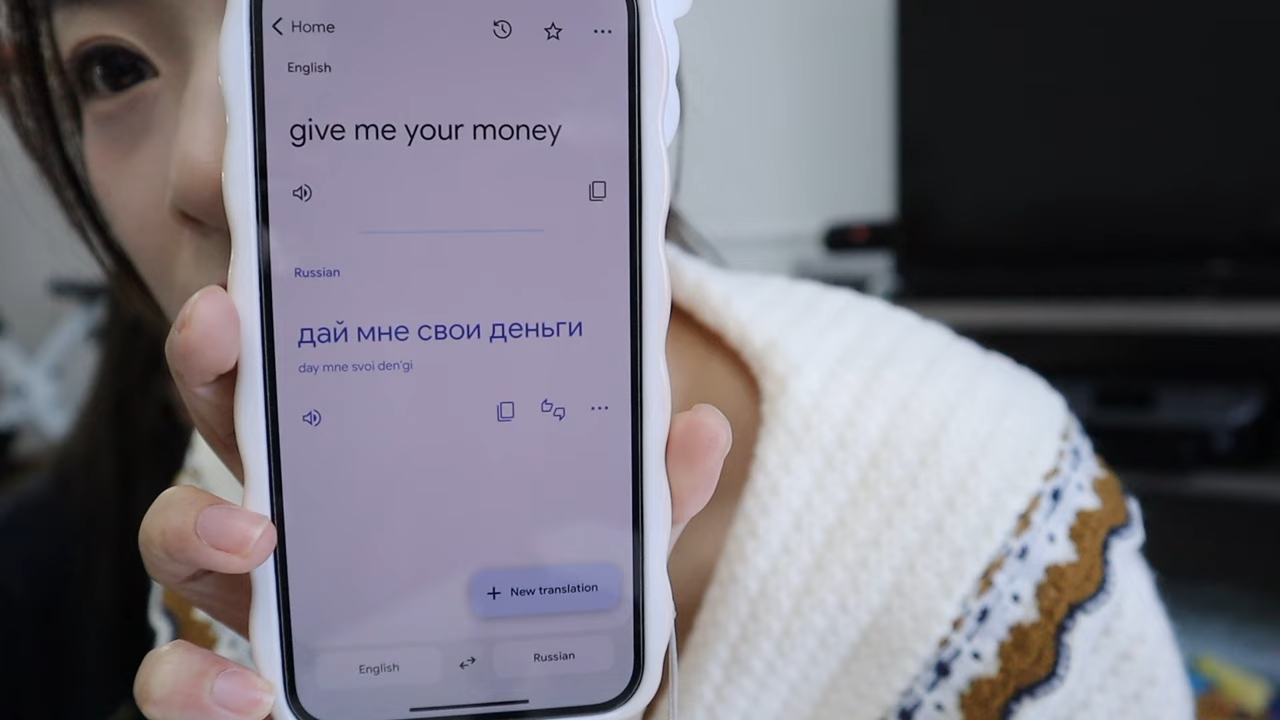 Home
English
give me your money
Russian
дай мне свои деньги
day mne svoi den'gi
+ New translation
English
Russian